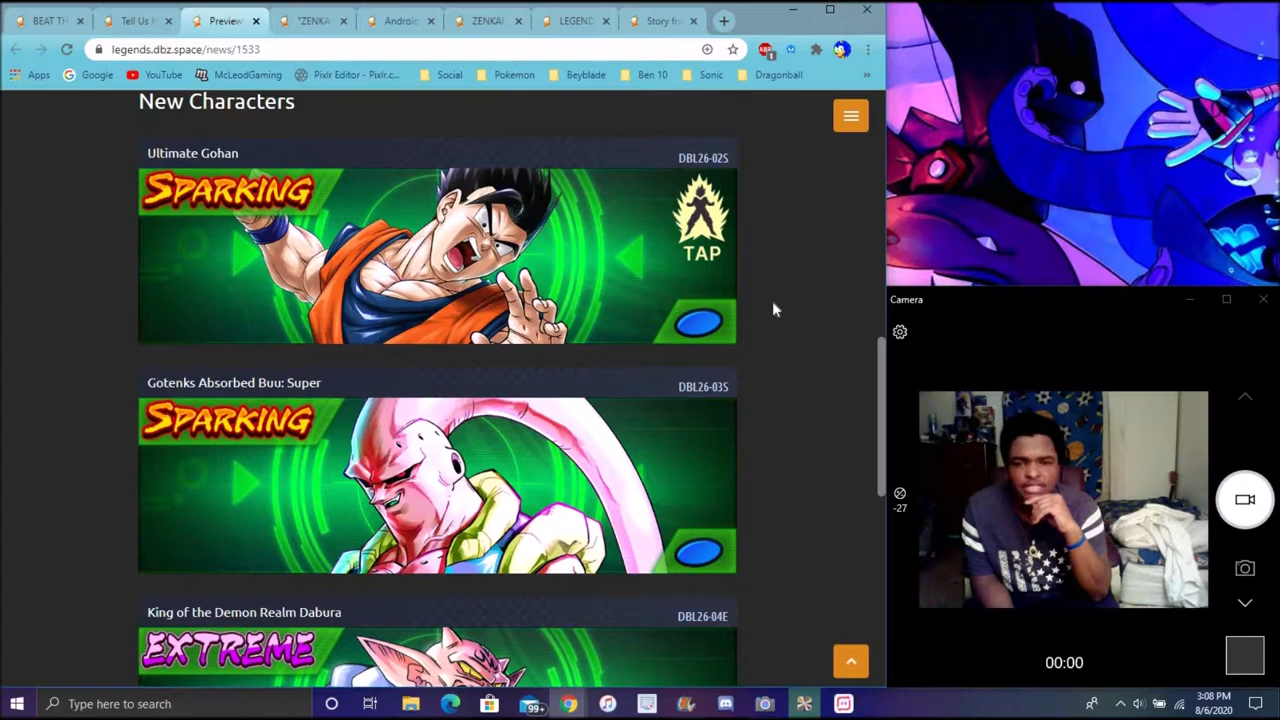 BEAT TH
Tell Us H
Preview
"ZENKA
Android
ZENKAI
LEGEND
Story fr
legends.dbz.space/news/1533
Apps
Google
YouTube
McLeodGaming
Pixlr Editor - Pixlr.c...
Social
Pokemon
Beyblade
Ben 10
Sonic
Dragonball
»
New Characters
Ultimate Gohan
DBL26-02S
SPARKING
TAP
Gotenks Absorbed Buu: Super
DBL26-03S
SPARKING
King of the Demon Realm Dabura
DBL26-04E
EXTREME
Camera
-27
00:00
Type here to search
99+
3:08 PM
8/6/2020